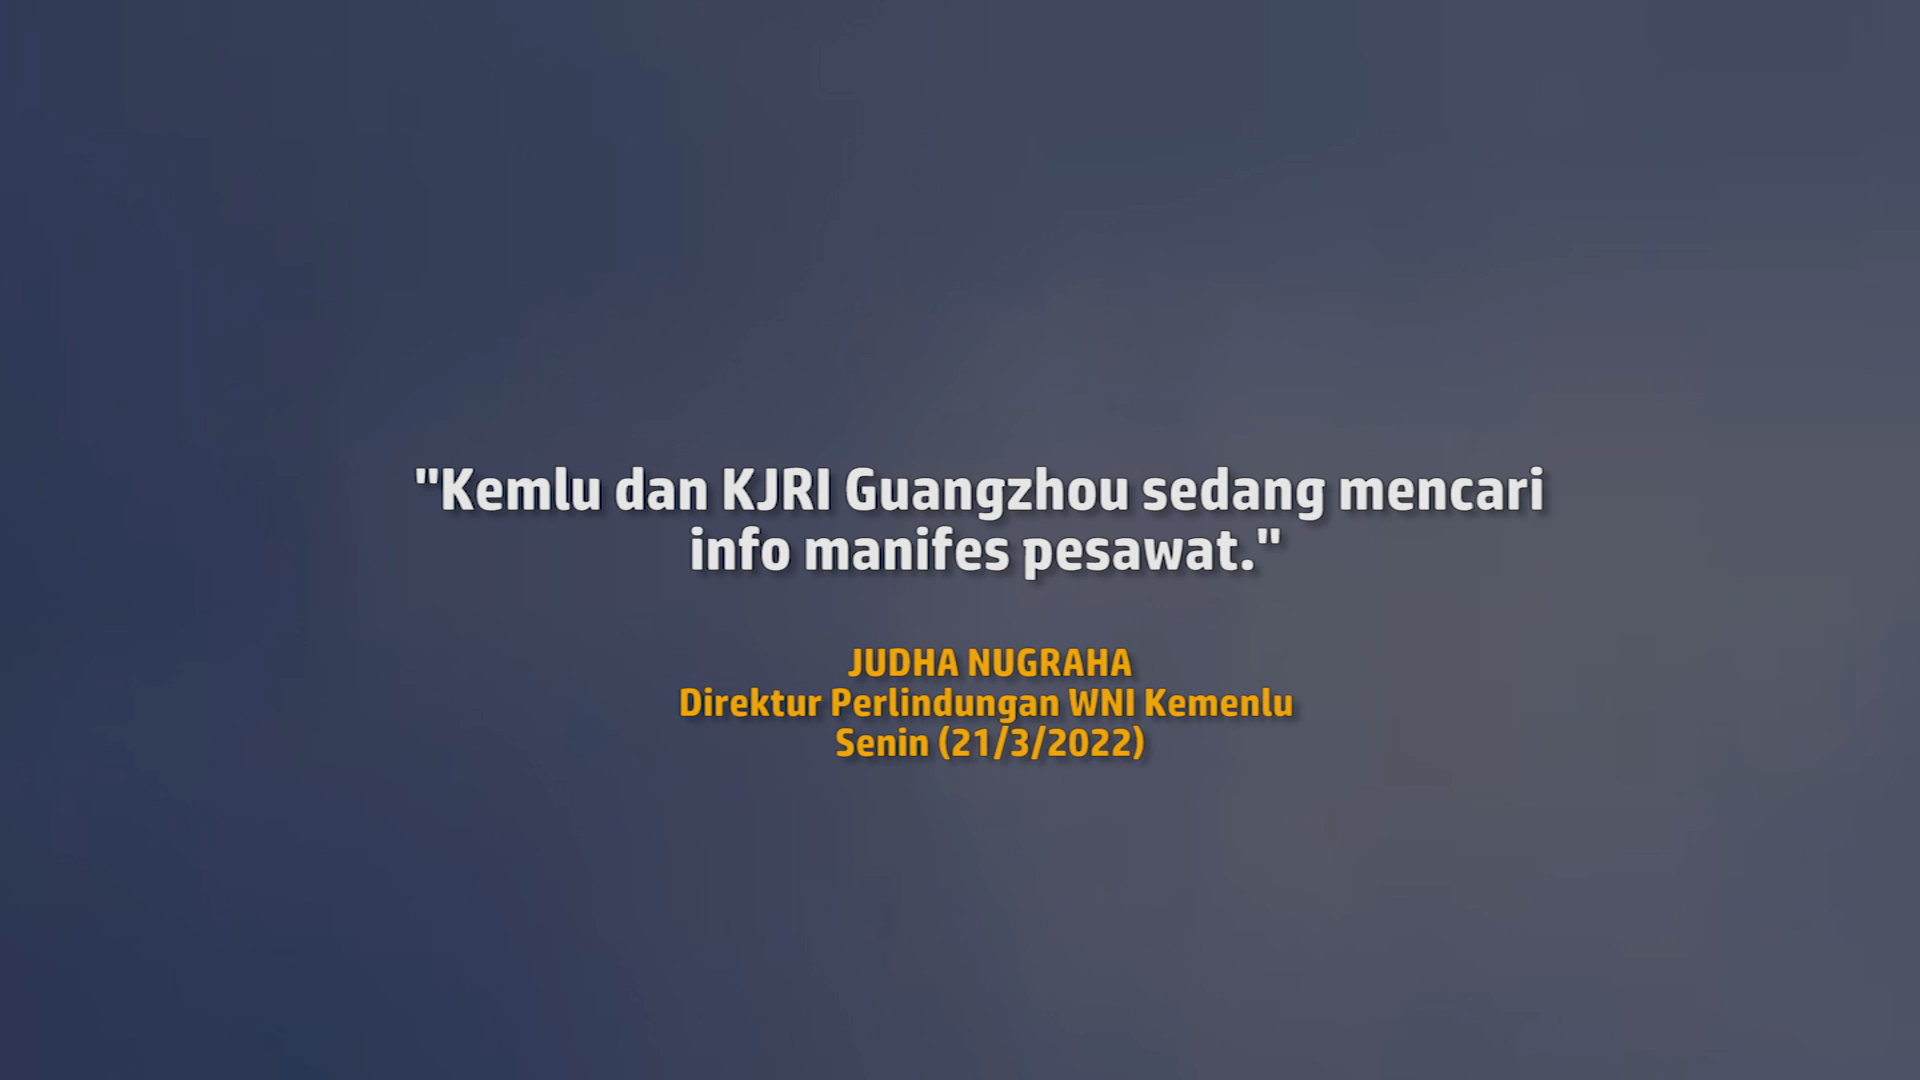 "Kemlu dan KJRI Guangzhou sedang mencari
info manifes pesawat."
JUDHA NUGRAHA
Direktur Perlindungan WNI Kemenlu
Senin (21/3/2022)